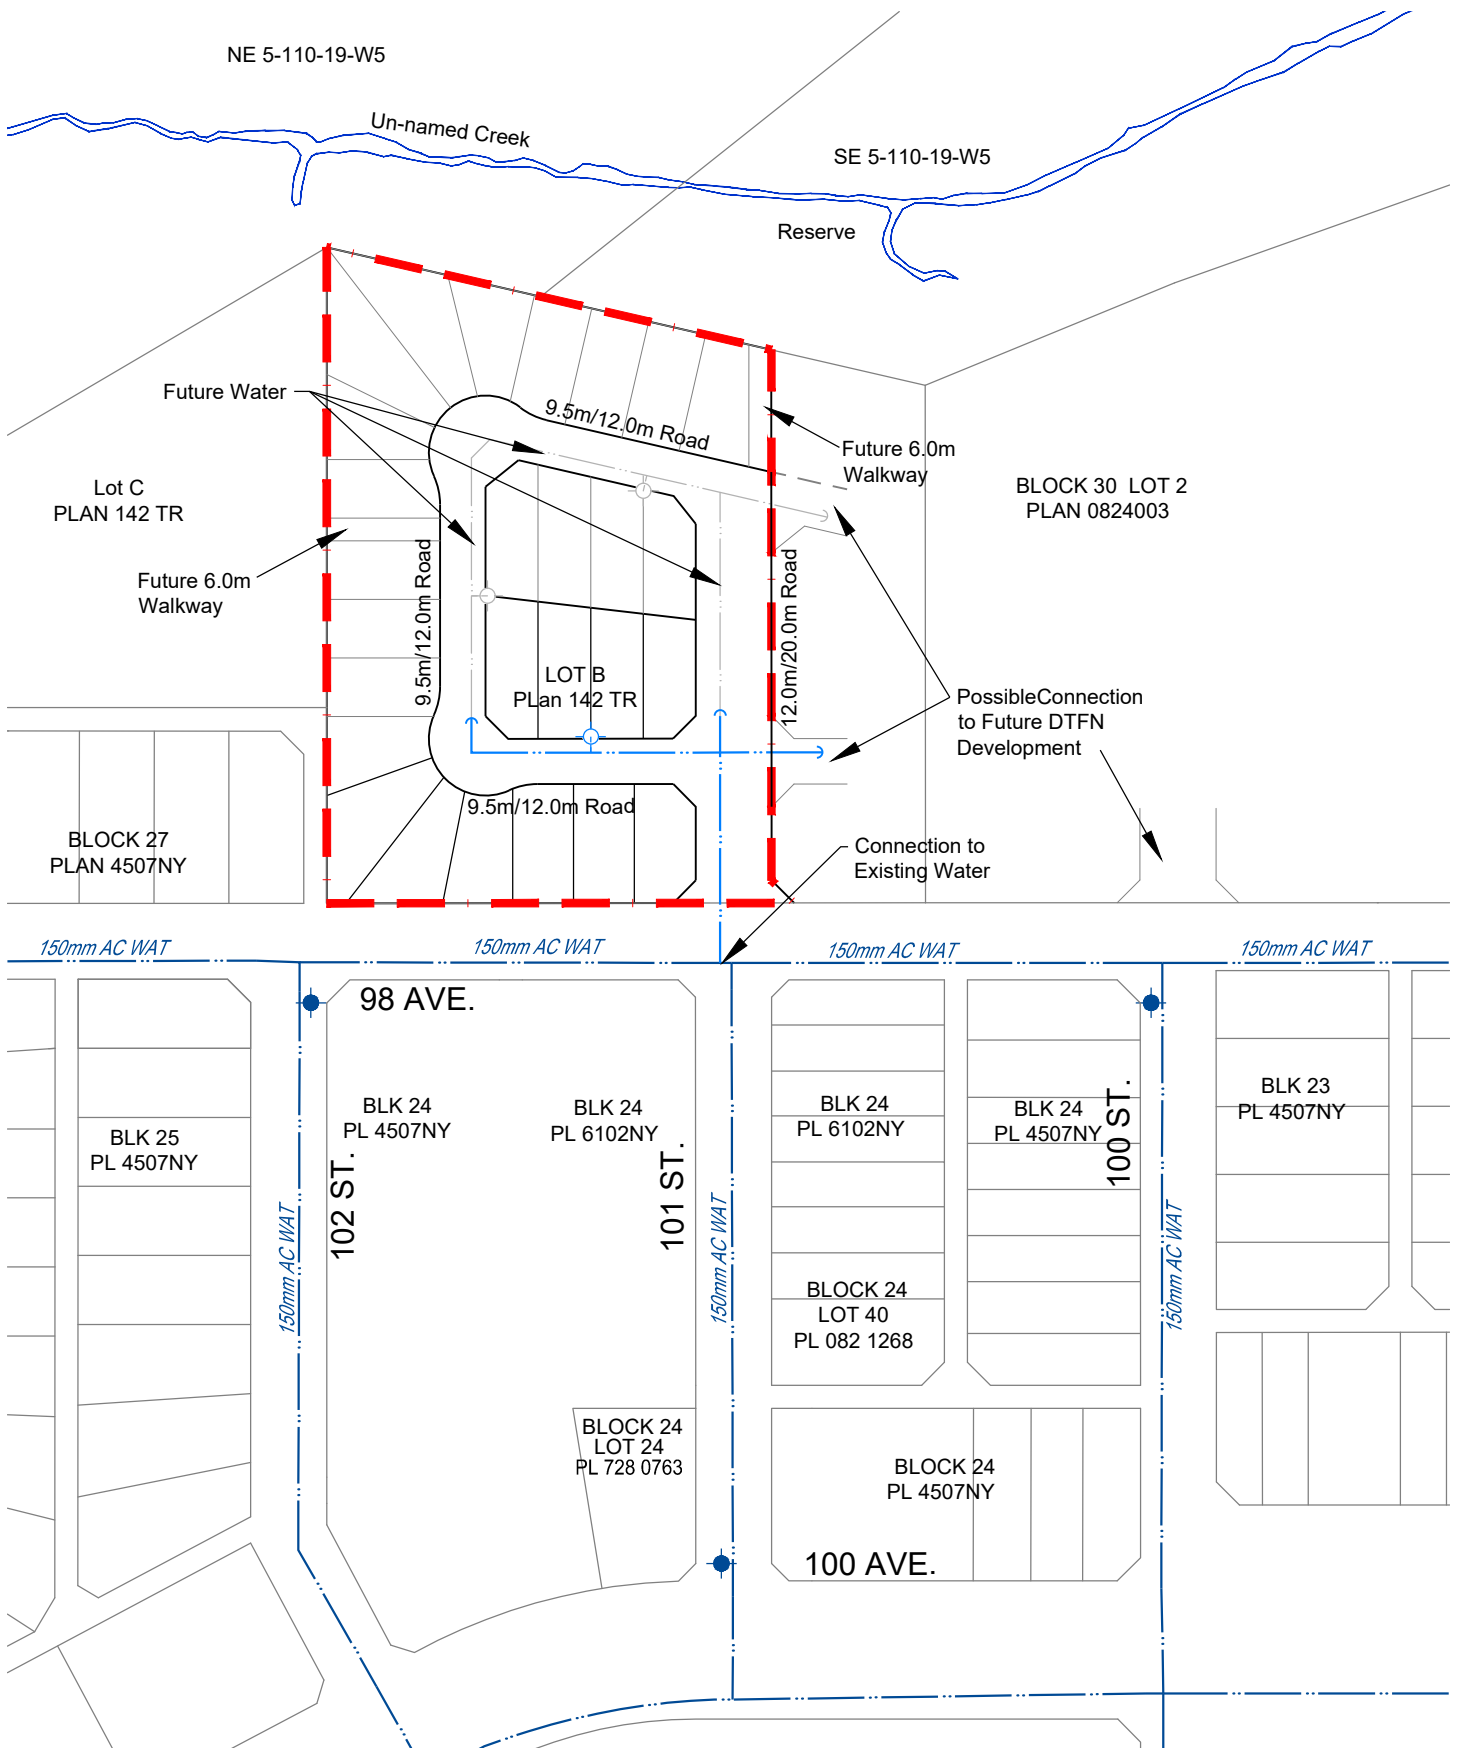 NE 5-110-19-W5
Un-named Creek
SE 5-110-19-W5
Reserve
Future Water
9.5m/12.0m Road
Future 6.0m
Walkway
Lot C
PLAN 142 TR
BLOCK 30 LOT 2
PLAN 0824003
Future 6.0m
Walkway
9.5m/12.0m Road
12.0m/20.0m Road
LOT B
PLan 142 TR
PossibleConnection
to Future DTFN
Development
9.5m/12.0m Road
BLOCK 27
PLAN 4507NY
Connection to
Existing Water
150mm AC WAT
150mm AC WAT
150mm AC WAT
150mm AC WAT
98 AVE.
BLK 25
PL 4507NY
BLK 24
PL 4507NY
BLK 24
PL 6102NY
BLK 24
PL 6102NY
BLK 24
PL 4507NY
BLK 23
PL 4507NY
102 ST.
101 ST.
100 ST.
150mm AC WAT
150mm AC WAT
150mm AC WAT
BLOCK 24
LOT 40
PL 082 1268
BLOCK 24
LOT 24
PL 728 0763
BLOCK 24
PL 4507NY
100 AVE.